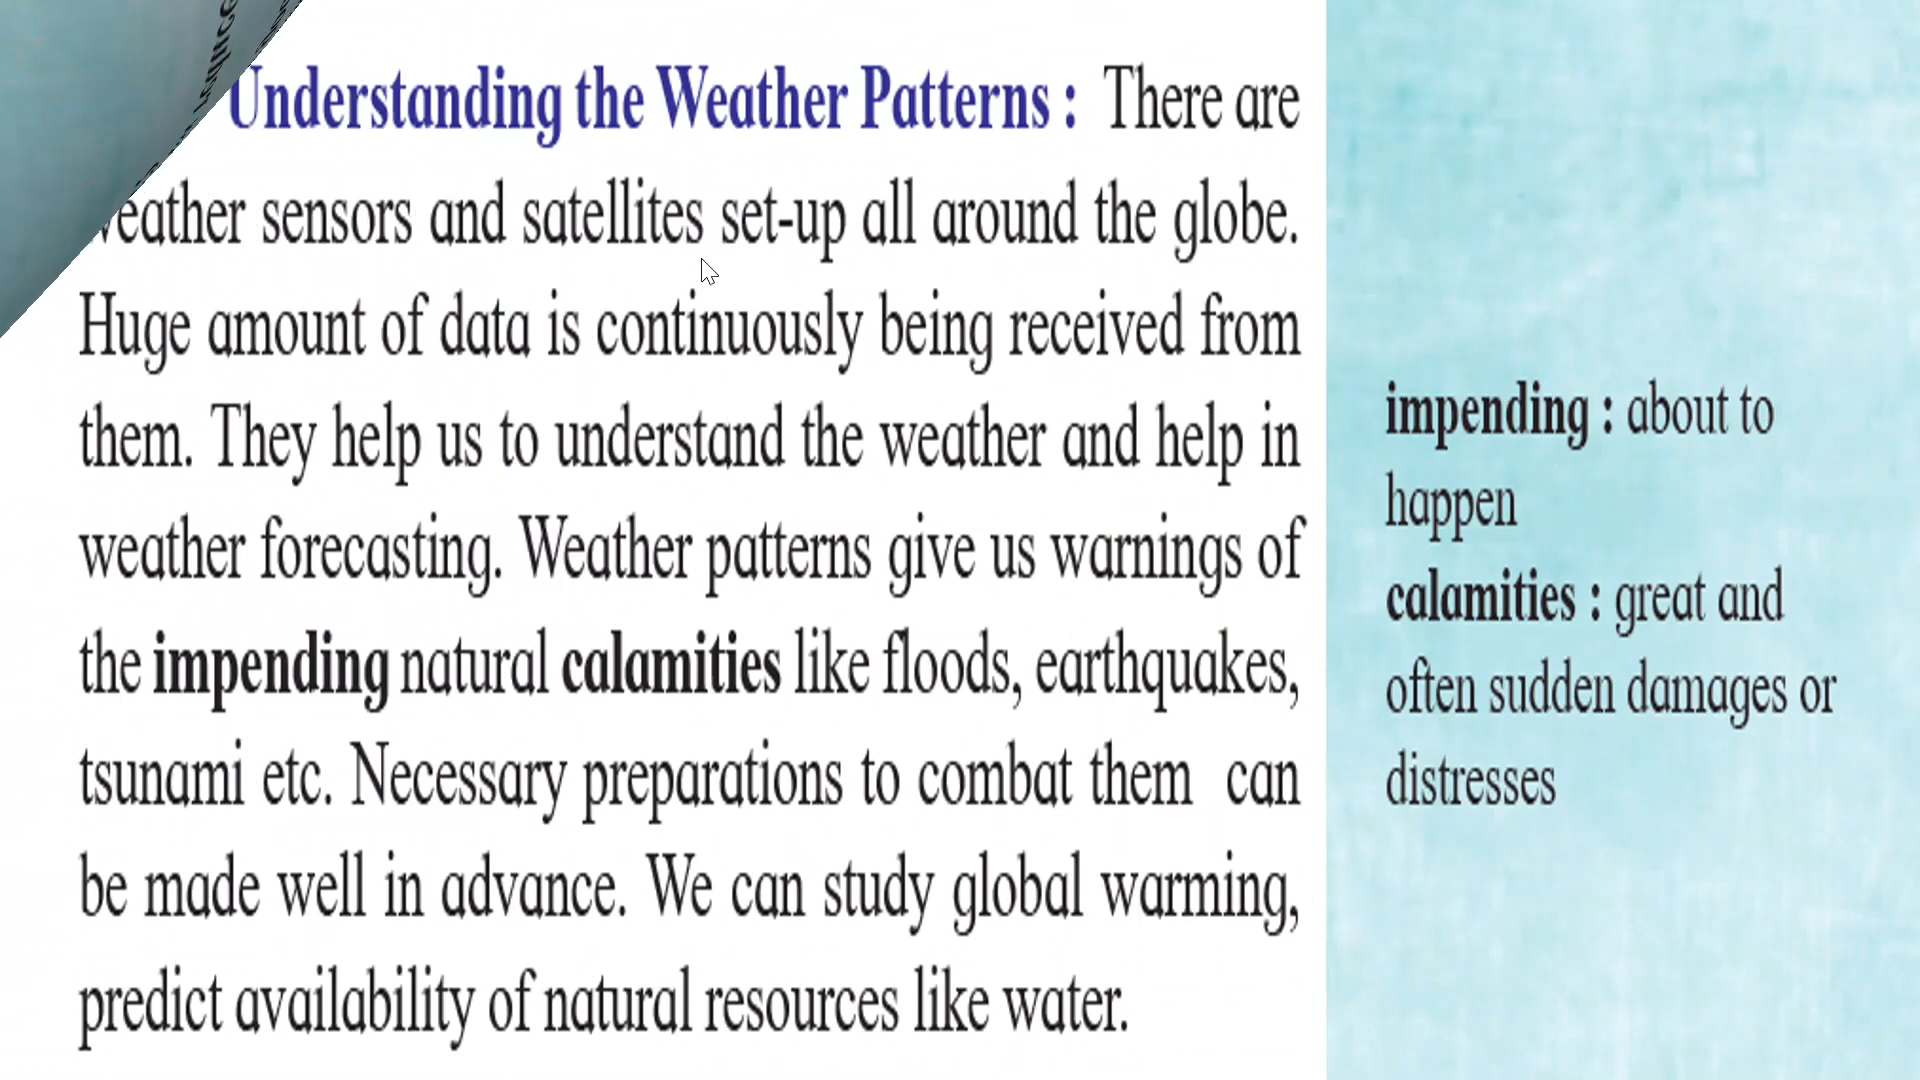 Understanding the Weather Patterns : There are
weather sensors and satellites set-up all around the globe.
Huge amount of data is continuously being received from
them. They help us to understand the weather and help in
weather forecasting. Weather patterns give us warnings of
the impending natural calamities like floods, earthquakes,
tsunami etc. Necessary preparations to combat them can
be made well in advance. We can study global warming,
predict availability of natural resources like water.
impending : about to
happen
calamities : great and
often sudden damages or
distresses